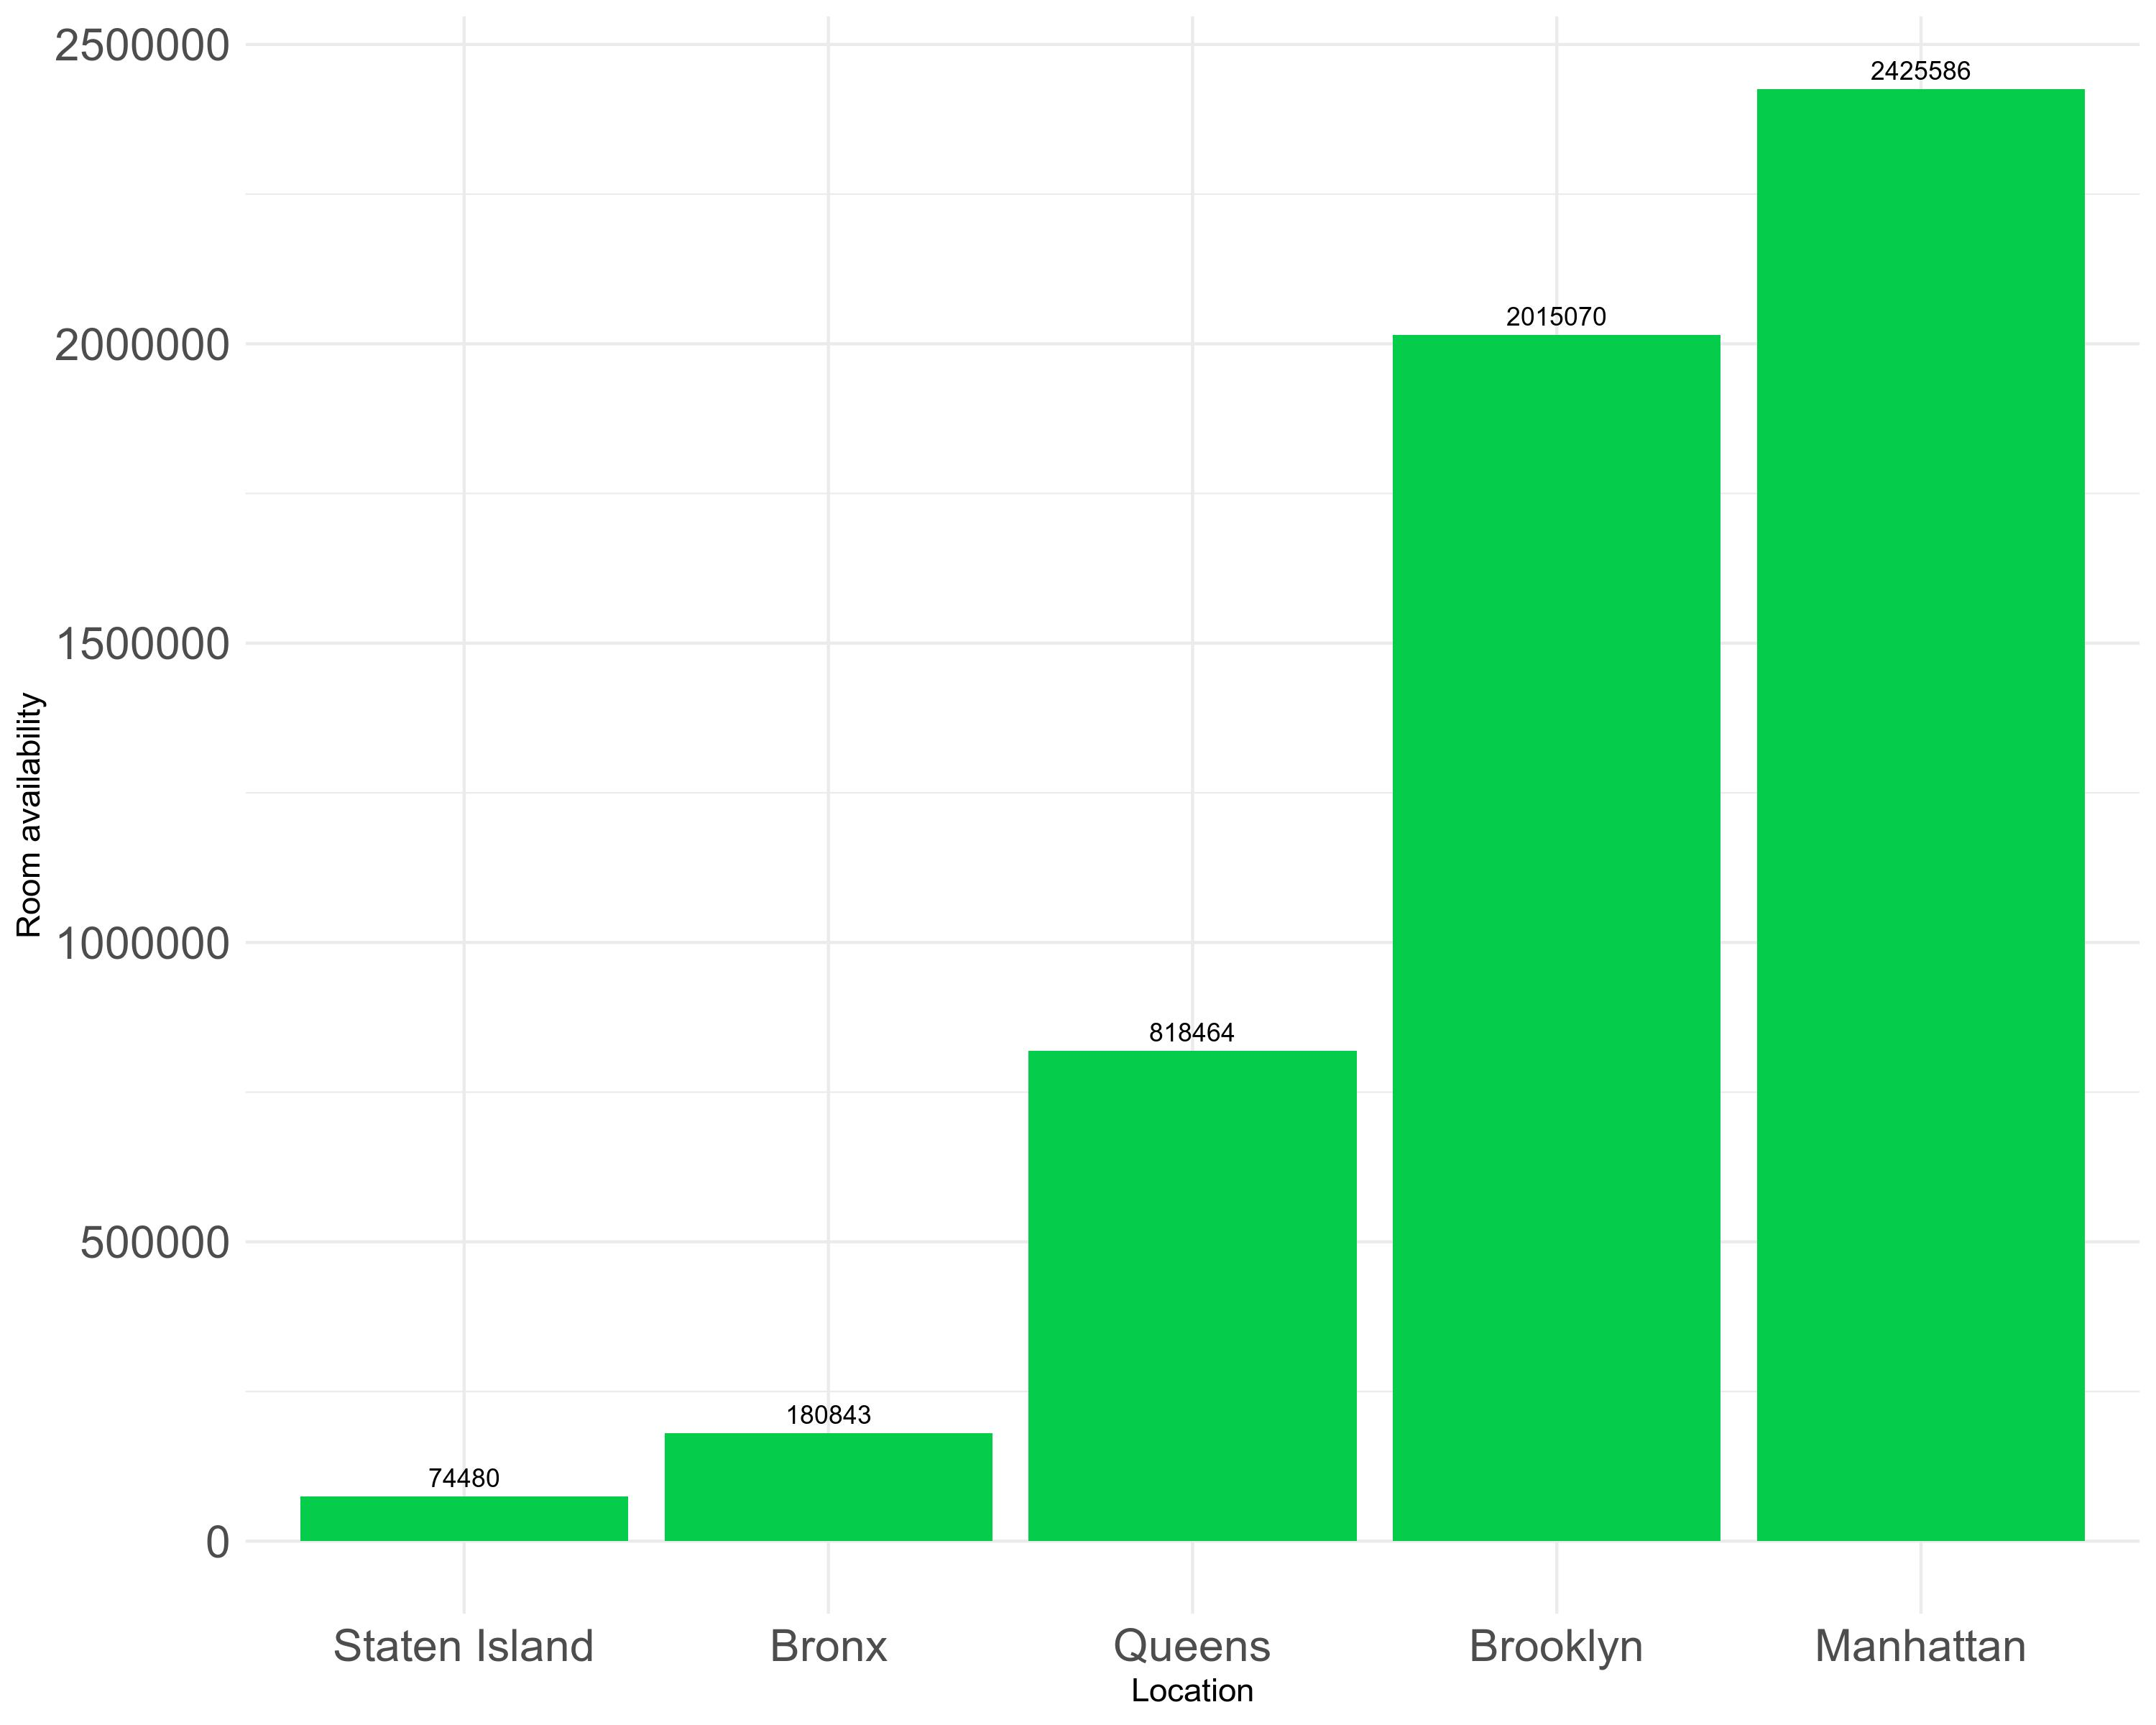 2500000
2000000
1500000
1000000
500000
0
Room availability
74480
180843
818464
2015070
2425586
Staten Island
Bronx
Queens
Brooklyn
Manhattan
Location